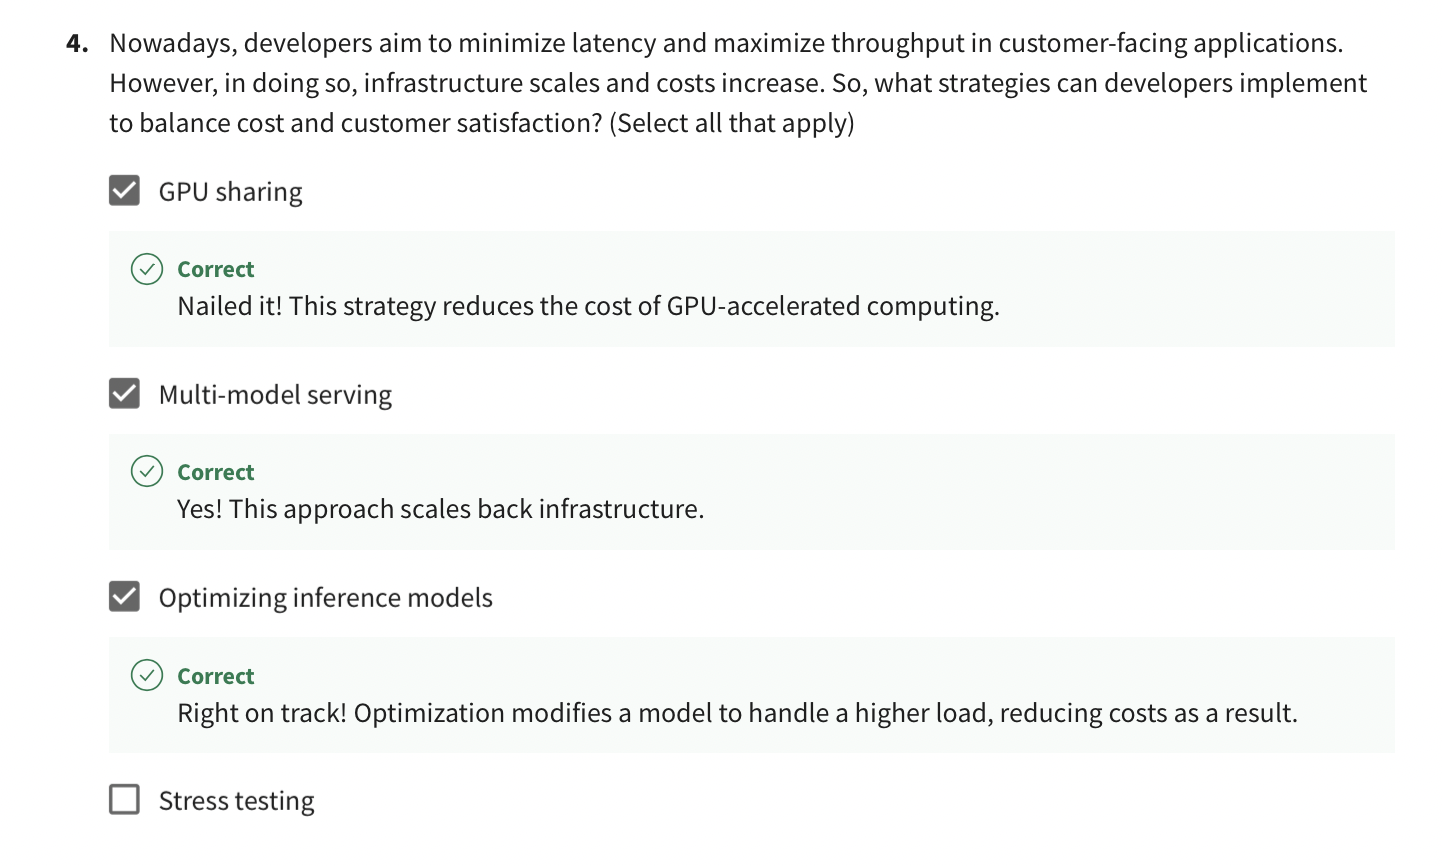 4. Nowadays, developers aim to minimize latency and maximize throughput in customer-facing applications.
However, in doing so, infrastructure scales and costs increase. So, what strategies can developers implement
to balance cost and customer satisfaction? (Select all that apply)
GPU sharing
Correct
Nailed it! This strategy reduces the cost of GPU-accelerated computing.
Multi-model serving
Correct
Yes! This approach scales back infrastructure.
Optimizing inference models
Correct
Right on track! Optimization modifies a model to handle a higher load, reducing costs as a result.
Stress testing